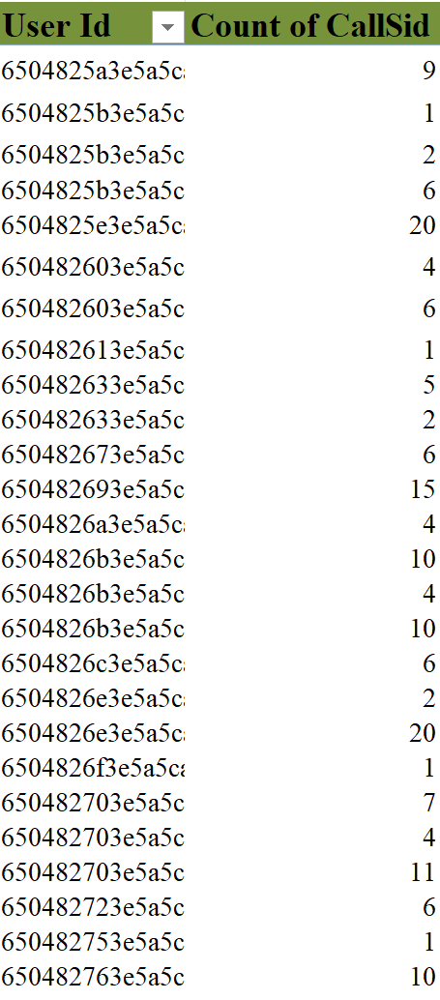 User Id Count of CallSid
6504825a3e5a5c 9
6504825b3e5a5c 1
6504825b3e5a5c 2
6504825b3e5a5c 6
6504825e3e5a5c 20
650482603e5a5c 4
650482603e5a5c 6
650482613e5a5c 1
650482633e5a5c 5
650482633e5a5c 2
650482673e5a5c 6
650482693e5a5c 15
6504826a3e5a5c 4
6504826b3e5a5c 10
6504826b3e5a5c 4
6504826b3e5a5c 10
6504826c3e5a5c 6
6504826e3e5a5c 2
6504826e3e5a5c 20
6504826f3e5a5ca 1
650482703e5a5c 7
650482703e5a5c 4
650482703e5a5c 11
650482723e5a5c 6
650482753e5a5c 1
650482763e5a5c 10